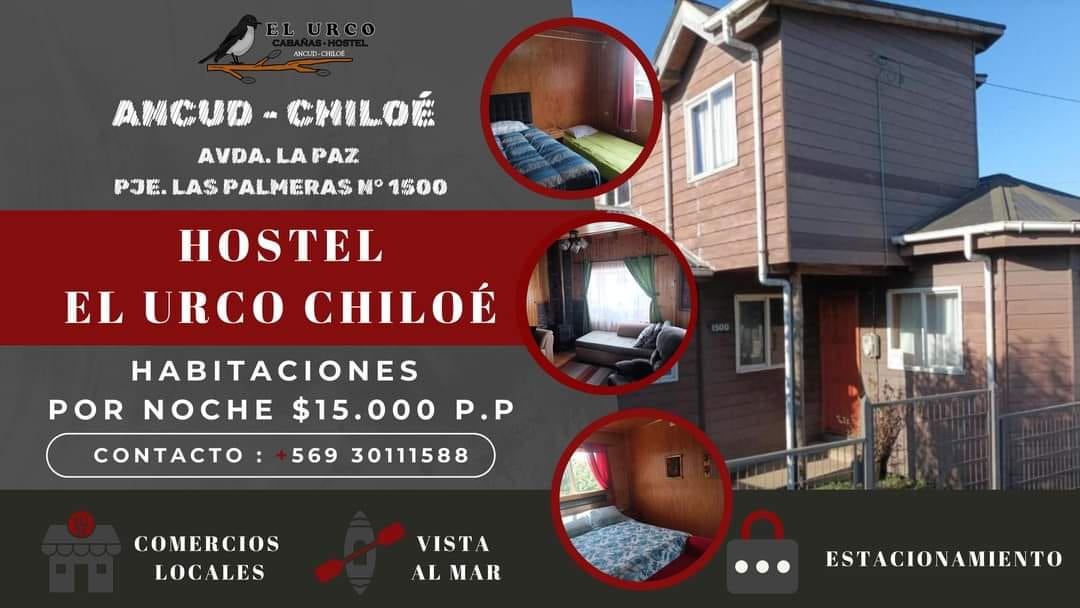 EL URCO
CABAÑAS • HOSTEL
ANCUD - CHILOÉ
ANCUD - CHILOÉ
AVDA. LA PAZ
PJE. LAS PALMERAS N° 1500
HOSTEL
EL URCO CHILOÉ
HABITACIONES
POR NOCHE $15.000 P.P
CONTACTO : +569 30111588
1500
COMERCIOS
LOCALES
VISTA
AL MAR
ESTACIONAMIENTO